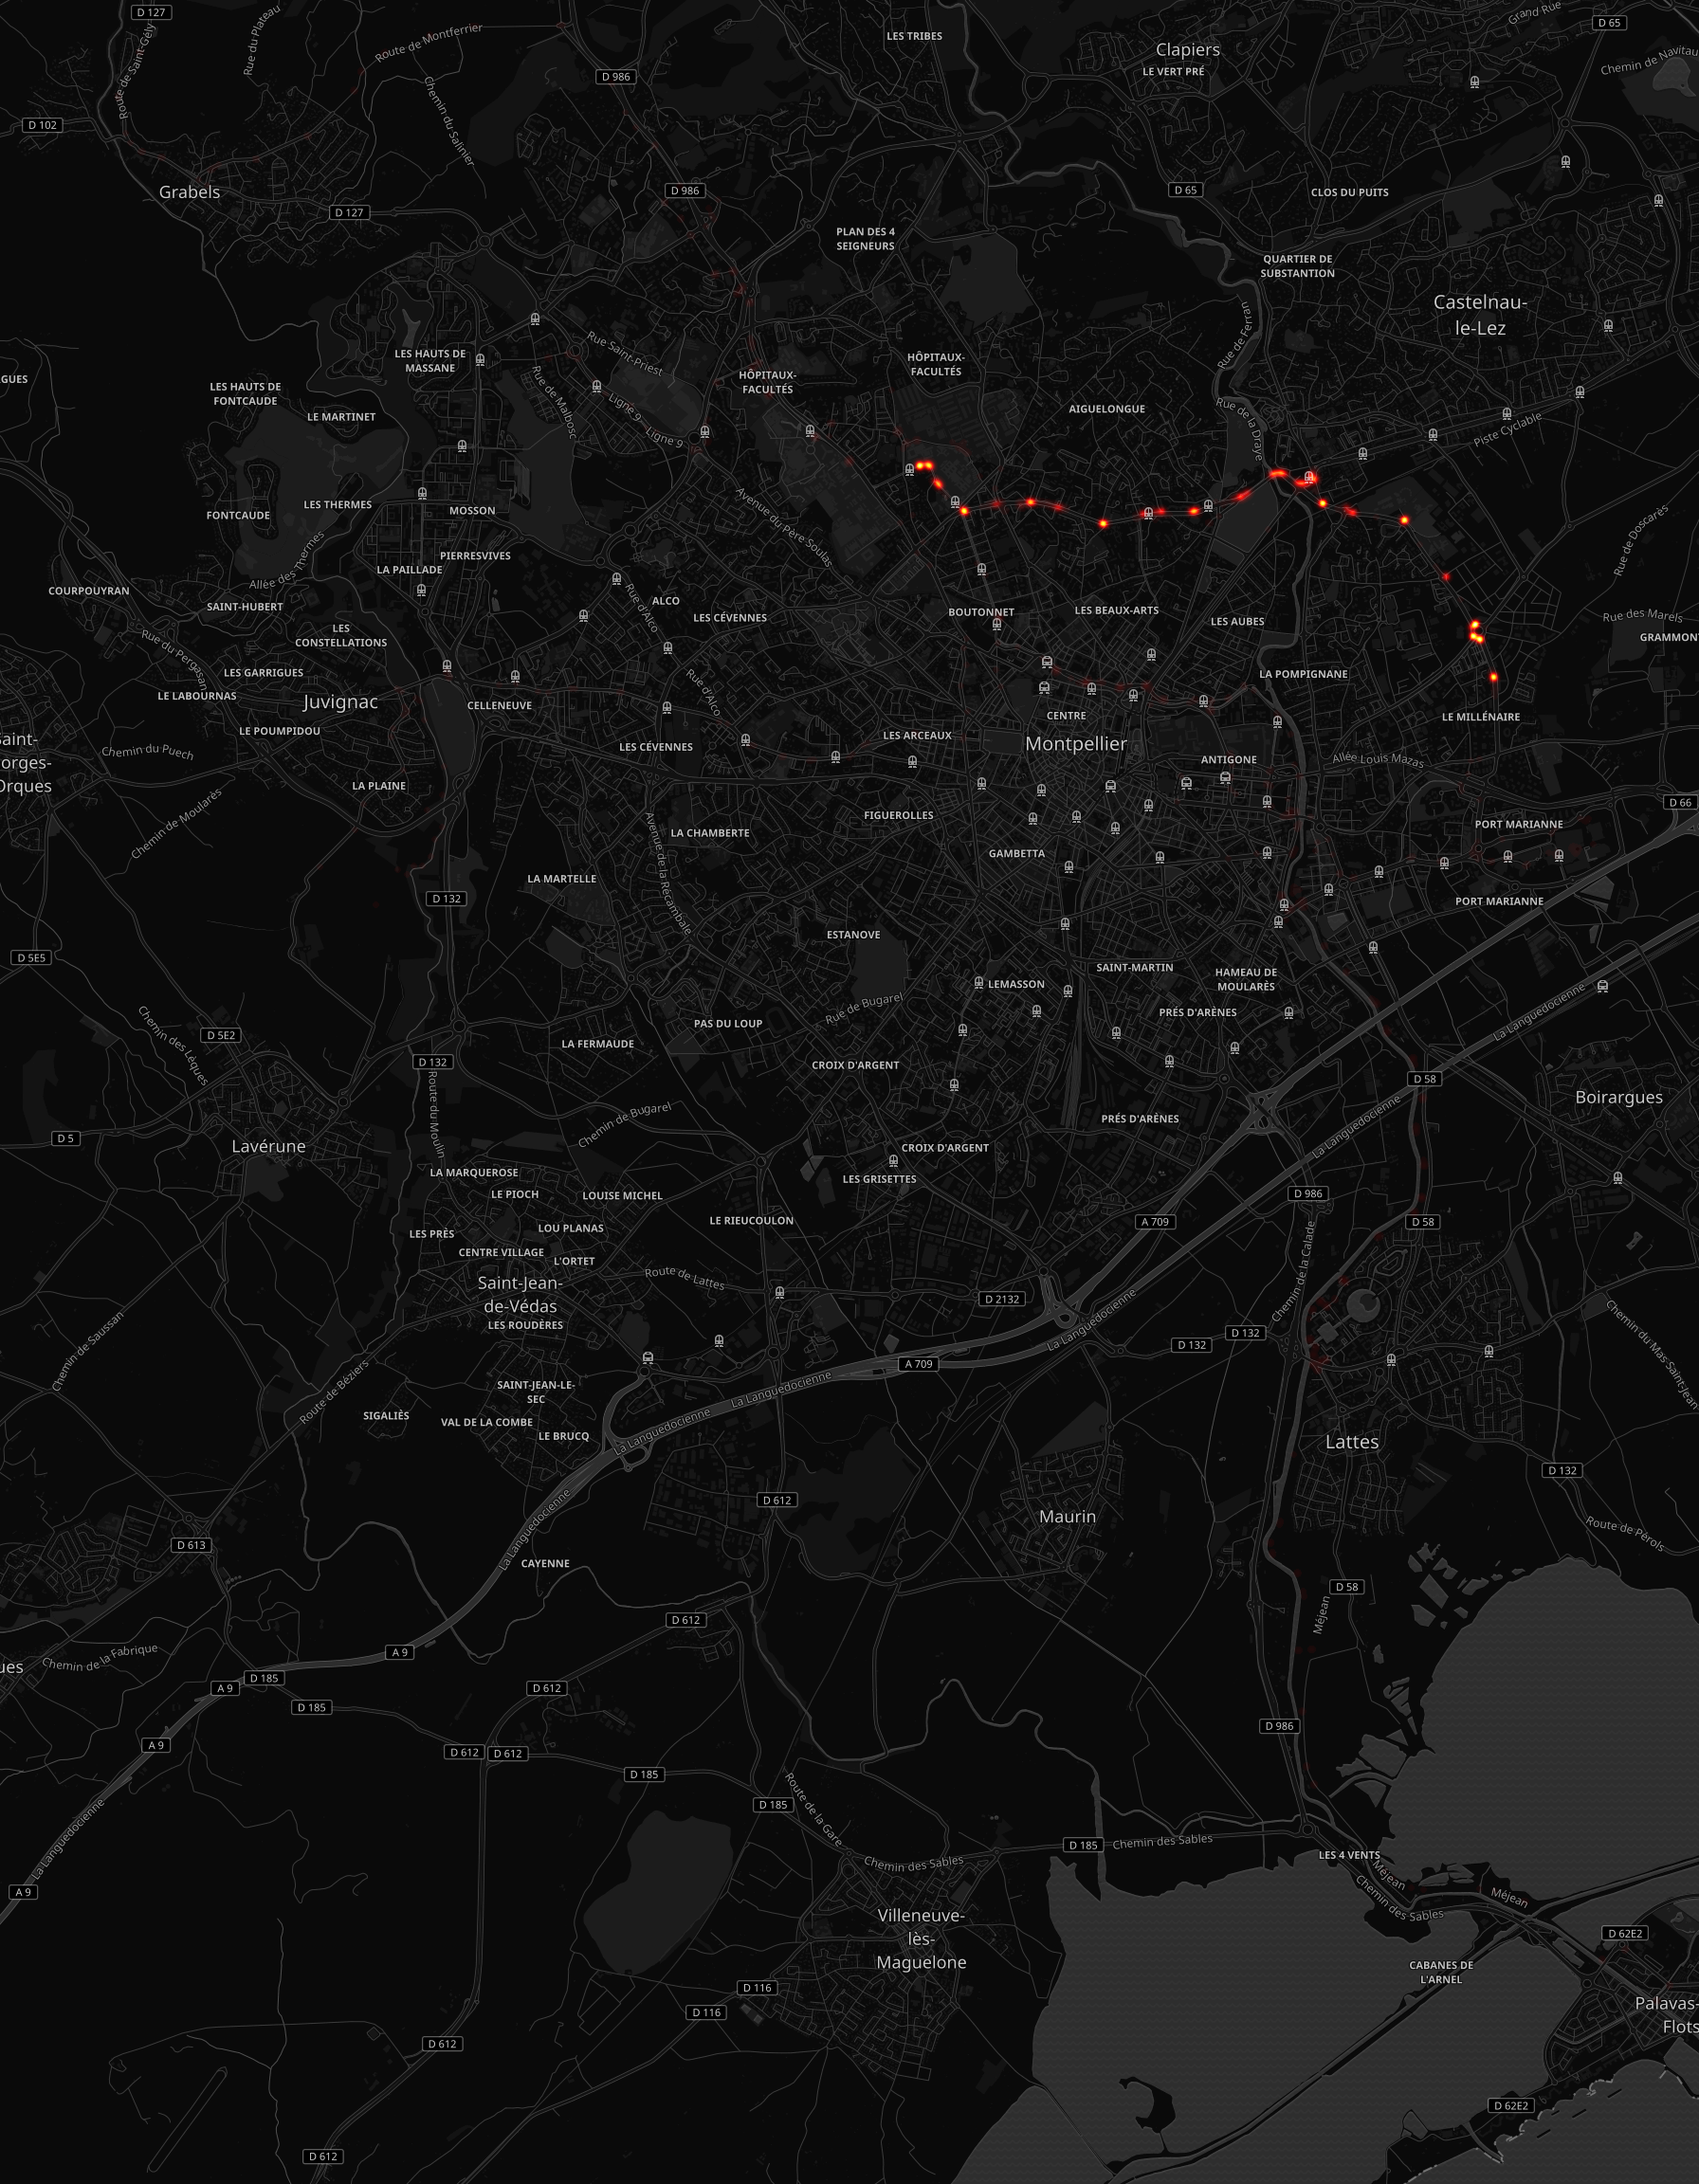 D 127
Route de Saint-Gély
Rue du Plateau
Route de Montferrier
LES TRIBES
Clapiers
LE VERT PRÉ
Grand Rue
D 65
Chemin de Navitau
D 986
Chemin du Salinier
D 102
Grabels
D 127
D 986
D 65
CLOS DU PUITS
PLAN DES 4
SEIGNEURS
QUARTIER DE
SUBSTANTION
Castelnau-
le-Lez
Rue de Ferran
LES HAUTS DE
MASSANE
Rue Saint-Priest
HÔPITAUX-
FACULTÉS
HÔPITAUX-
FACULTÉS
GUES
LES HAUTS DE
FONTCAUDE
LE MARTINET
Rue de Malbosc
Ligne 9
Ligne 9
AIGUELONGUE
Rue de la Draye
Piste Cyclable
LES THERMES
FONTCAUDE
MOSSON
Avenue du Père Soulas
Rue de Doscarès
PIERRESVIVES
LA PAILLADE
Allée des Thermes
COURPOUYRAN
SAINT-HUBERT
ALCO
Rue d'Alco
LES CÉVENNES
BOUTONNET
LES BEAUX-ARTS
LES AUBES
Rue des Marels
GRAMMONT
LES
CONSTELLATIONS
Rue du Pergasan
LES GARRIGUES
LE LABOURNAS
Juvignac
CELLENEUVE
Rue d'Alco
LA POMPIGNANE
CENTRE
LE MILLÉNAIRE
LE POUMPIDOU
LES CÉVENNES
LES ARCEAUX
Montpellier
ANTIGONE
Allée Louis Mazas
Saint-
orges-
Orques
Chemin du Puech
LA PLAINE
D 66
Chemin de Moularès
FIGUEROLLES
LA CHAMBERTE
PORT MARIANNE
GAMBETTA
Avenue de la Récambale
LA MARTELLE
D 132
PORT MARIANNE
ESTANOVE
D 5E5
SAINT-MARTIN
HAMEAU DE
MOULARÈS
LEMASSON
La Languedocienne
Rue de Bugarel
PRÉS D'ARÈNES
PAS DU LOUP
Chemin des Lèques
D 5E2
LA FERMAUDE
D 132
CROIX D'ARGENT
D 58
Boirargues
Route du Moulin
Chemin de Bugarel
PRÉS D'ARÈNES
La Languedocienne
D 5
Lavérune
CROIX D'ARGENT
LA MARQUEROSE
LES GRISETTES
LE PIOCH
LOUISE MICHEL
D 986
LE RIEUCOULON
A 709
D 58
LES PRÈS
LOU PLANAS
CENTRE VILLAGE
L'ORTET
Chemin de la Calade
Saint-Jean-
de-Védas
Route de Lattes
LES ROUDÈRES
D 2132
La Languedocienne
Chemin de Saussan
Chemin du Mas Saint-Jean
D 132
D 132
A 709
Route de Béziers
SAINT-JEAN-LE-
SEC
La Languedocienne
SIGALIÈS
VAL DE LA COMBE
LE BRUCQ
La Languedocienne
Lattes
D 132
D 612
Maurin
La Languedocienne
Route de Pérols
D 613
CAYENNE
D 58
Méjean
D 612
Chemin de la Fabrique
A 9
ues
D 185
A 9
D 612
D 185
D 986
A 9
D 612
D 612
D 185
D 185
Route de la Gare
La Languedocienne
D 185
Chemin des Sables
LES 4 VENTS
Chemin des Sables
Méjean
Chemin des Sables
Méjean
A 9
Villeneuve-
lès-
Maguelone
D 62E2
CABANES DE
L'ARNEL
D 116
Palavas-
Flots
D 116
D 612
D 62E2
D 612